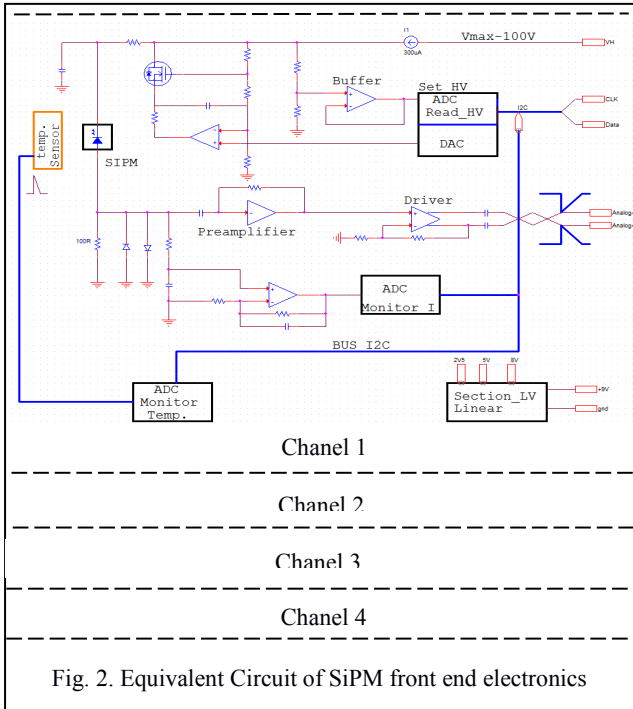 I1
300uA
Vmax-100V
VH
Buffer
Set_HV
ADC
Read_HV
DAC
I2C
CLK
Data
temp.
Sensor
SIPM
100R
Preamplifier
Driver
Analog-
Analog-
ADC
Monitor I
BUS I2C
ADC
Monitor
Temp.
2V5 5V 8V
Section_LV
Linear
+9V
gnd
Chanel 1
Chanel 2
Chanel 3
Chanel 4
Fig. 2. Equivalent Circuit of SiPM front end electronics